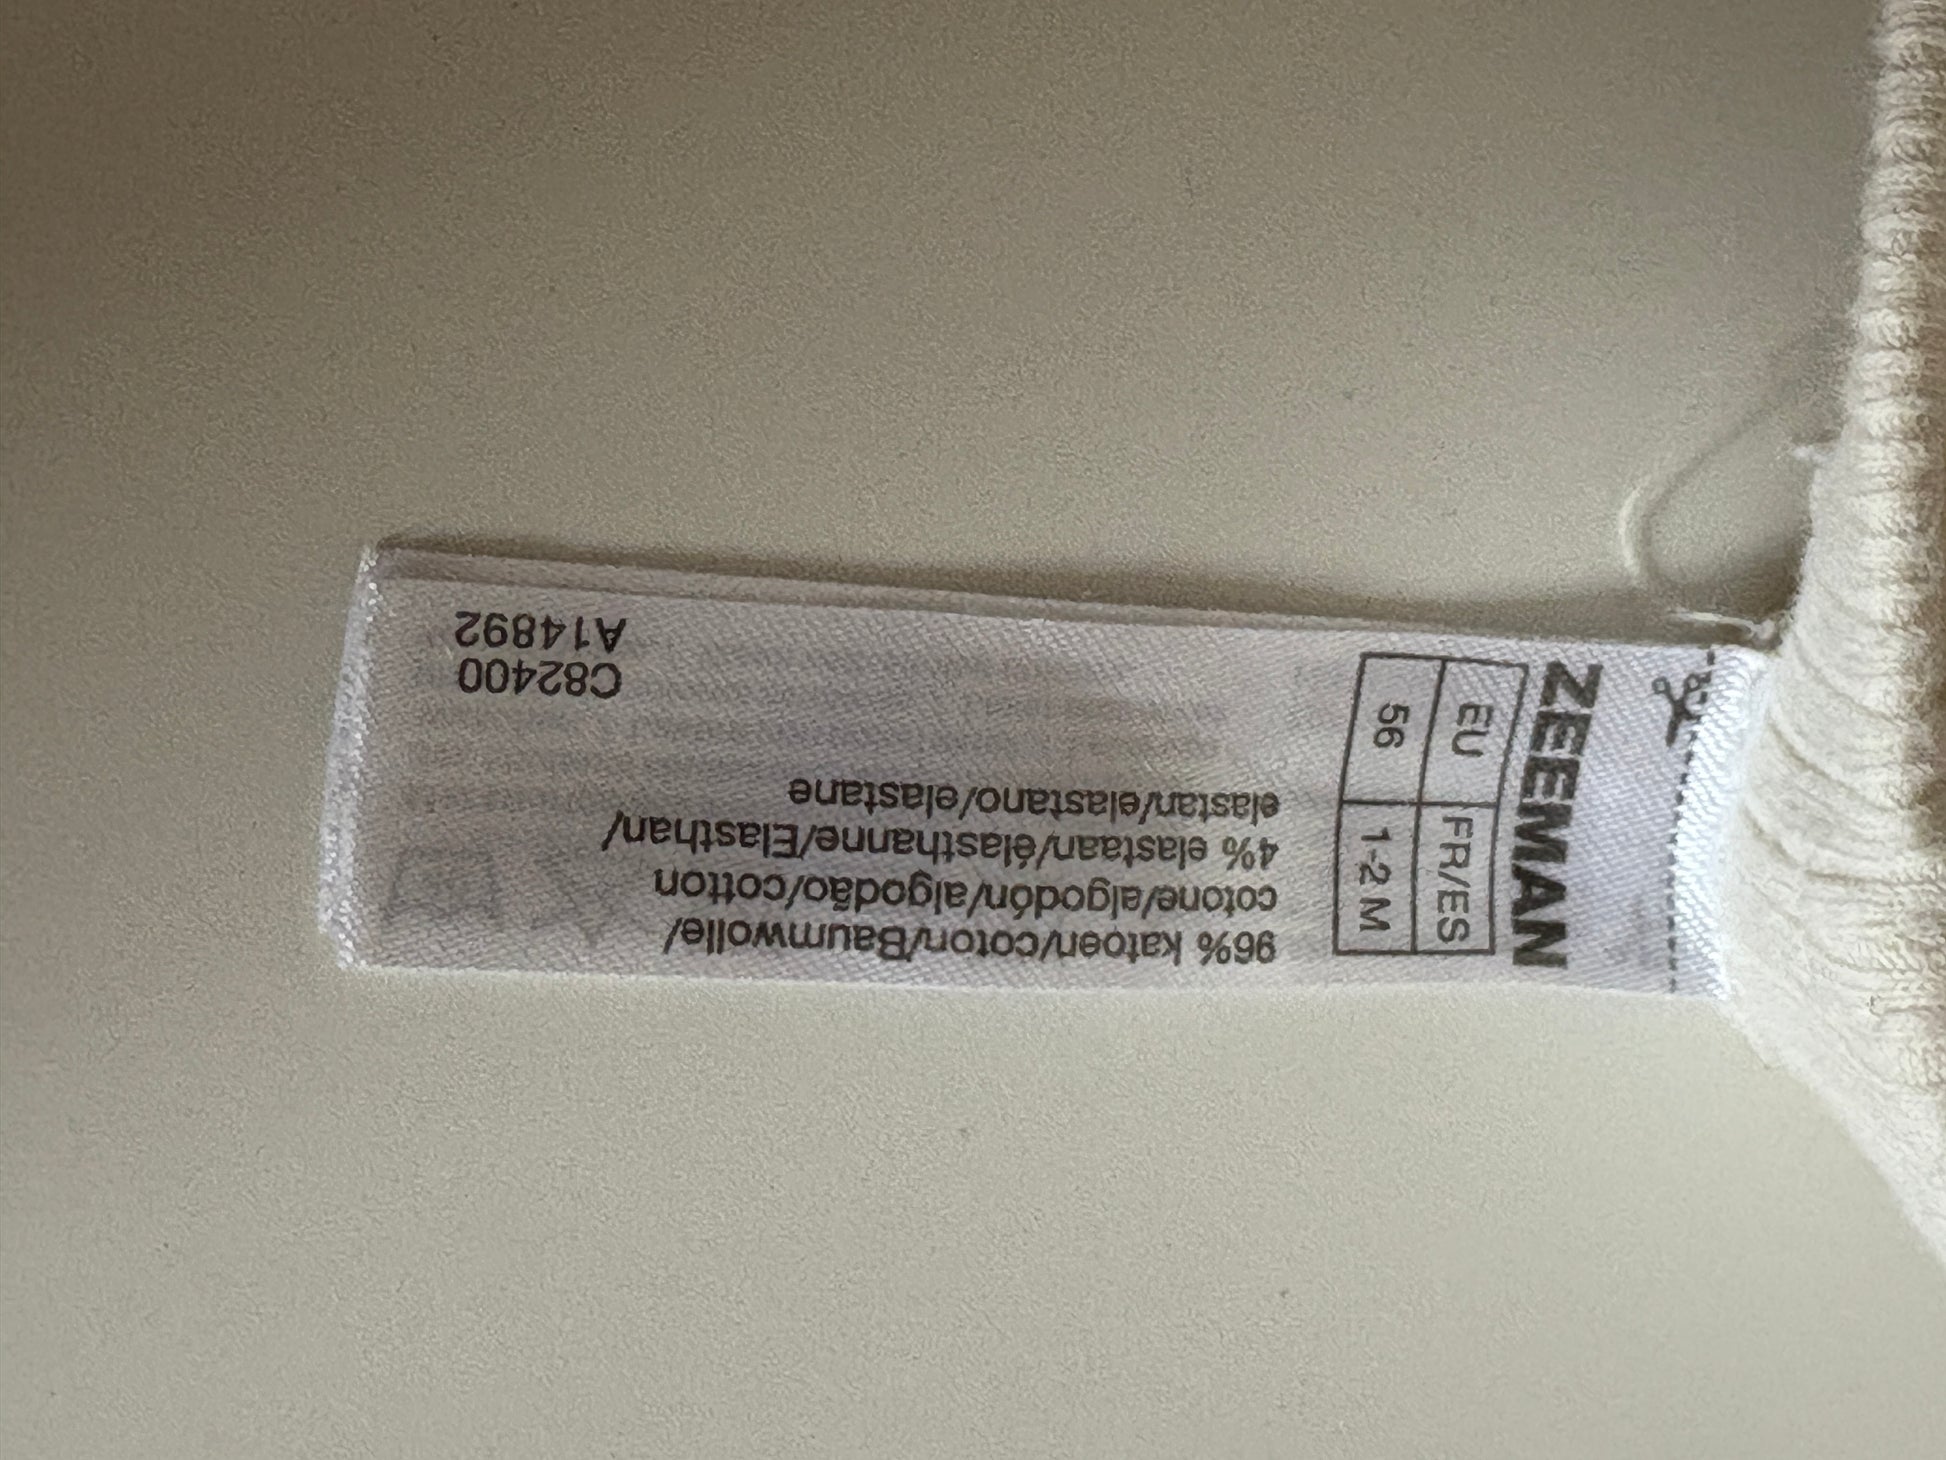 ZEEMAN
EU FR/ES
56 1-2 M
96% katoen/coton/Baumwolle/
cotone/algodón/algodão/cotton
4% elastaan/élasthanne/Elasthan/
elastan/elastano/elastane
C82400
A14892